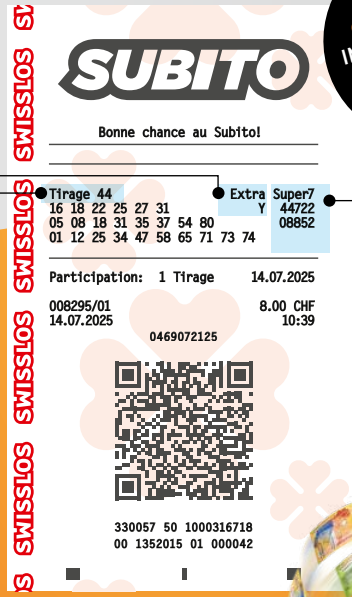 SUBITO
Bonne chance au Subito!
Tirage 44 Extra Super7
16 18 22 25 27 31 Y 44722
05 08 18 31 35 37 54 80 08852
01 12 25 34 47 58 65 71 73 74
Participation: 1 Tirage 14.07.2025
008295/01 8.00 CHF
14.07.2025 10:39
0469072125
330057 50 1000316718
00 1352015 01 000042
SWISSLOS
SWISSLOS
SWISSLOS
SWISSLOS